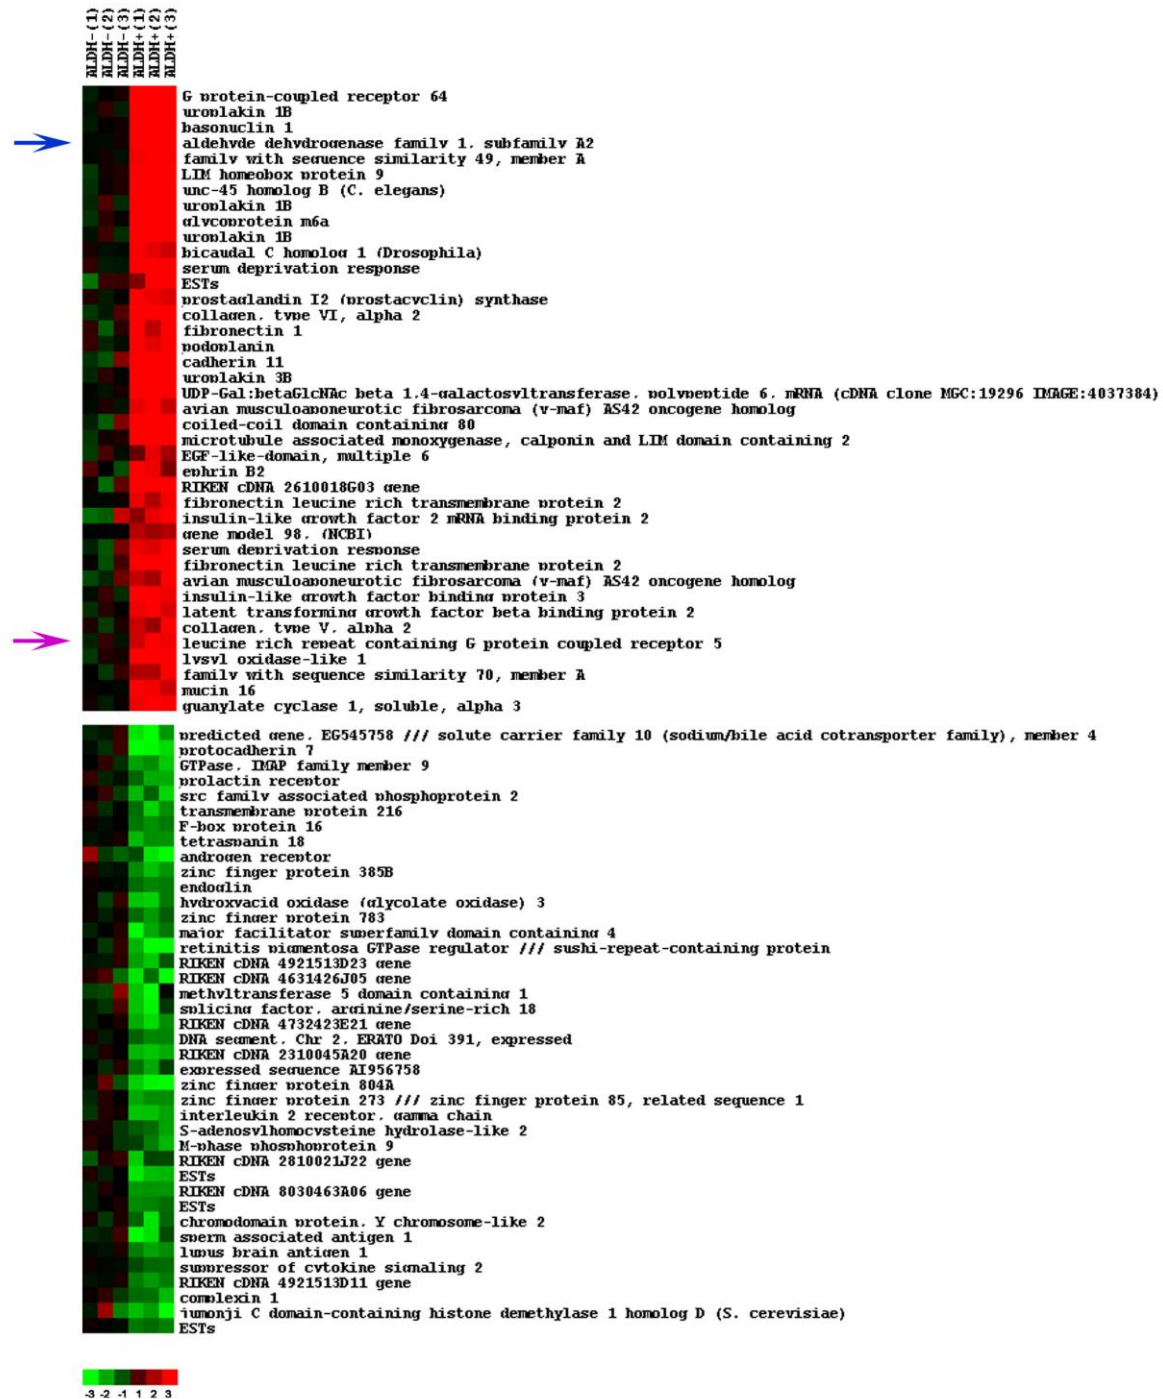 ALDH-(1)
ALDH-(2)
ALDH-(3)
ALDH+(1)
ALDH+(2)
ALDH+(3)
G protein-coupled receptor 64
uroplakin 1B
basonuclin 1
aldehyde dehydrogenase family 1, subfamily A2
family with sequence similarity 49, member A
LIM homeobox protein 9
unc-45 homolog B (C. elegans)
uroplakin 1B
glycoprotein m6a
uroplakin 1B
bicaudal C homolog 1 (Drosophila)
serum deprivation response
ESTs
prostaglandin I2 (prostacyclin) synthase
collagen, type VI, alpha 2
fibronectin 1
podoplanin
cadherin 11
uroplakin 3B
UDP-Gal:betaGlcNAc beta 1,4-galactosyltransferase, polypeptide 6, mRNA (cDNA clone MGC:19296 IMAGE:4037384)
avian musculoaponeurotic fibrosarcoma (v-maf) AS42 oncogene homolog
coiled-coil domain containing 80
microtubule associated monoxygenase, calponin and LIM domain containing 2
EGF-like-domain, multiple 6
ephrin B2
RIKEN cDNA 2610018G03 gene
fibronectin leucine rich transmembrane protein 2
insulin-like growth factor 2 mRNA binding protein 2
gene model 98, (NCBI)
serum deprivation response
fibronectin leucine rich transmembrane protein 2
avian musculoaponeurotic fibrosarcoma (v-maf) AS42 oncogene homolog
insulin-like growth factor binding protein 3
latent transforming growth factor beta binding protein 2
collagen, type V, alpha 2
leucine rich repeat containing G protein coupled receptor 5
lysyl oxidase-like 1
family with sequence similarity 70, member A
mucin 16
guanylate cyclase 1, soluble, alpha 3
predicted gene, EG545758 /// solute carrier family 10 (sodium/bile acid cotransporter family), member 4
protocadherin 7
GTPase, IMAP family member 9
prolactin receptor
src family associated phosphoprotein 2
transmembrane protein 216
F-box protein 16
tetraspanin 18
androgen receptor
zinc finger protein 385B
endoglin
hydroxyacid oxidase (glycolate oxidase) 3
zinc finger protein 783
major facilitator superfamily domain containing 4
retinitis pigmentosa GTPase regulator /// sushi-repeat-containing protein
RIKEN cDNA 4921513D23 gene
RIKEN cDNA 4631426J05 gene
methyltransferase 5 domain containing 1
splicing factor, arginine/serine-rich 18
RIKEN cDNA 4732423E21 gene
DNA segment, Chr 2, ERATO Doi 391, expressed
RIKEN cDNA 2310045A20 gene
expressed sequence AI956758
zinc finger protein 804A
zinc finger protein 273 /// zinc finger protein 85, related sequence 1
interleukin 2 receptor, gamma chain
S-adenosylhomocysteine hydrolase-like 2
M-phase phosphoprotein 9
RIKEN cDNA 2810021J22 gene
ESTs
RIKEN cDNA 8030463A06 gene
ESTs
chromodomain protein, Y chromosome-like 2
sperm associated antigen 1
lupus brain antigen 1
suppressor of cytokine signaling 2
RIKEN cDNA 4921513D11 gene
complexin 1
jumonji C domain-containing histone demethylase 1 homolog D (S. cerevisiae)
ESTs
-3 -2 -1 1 2 3